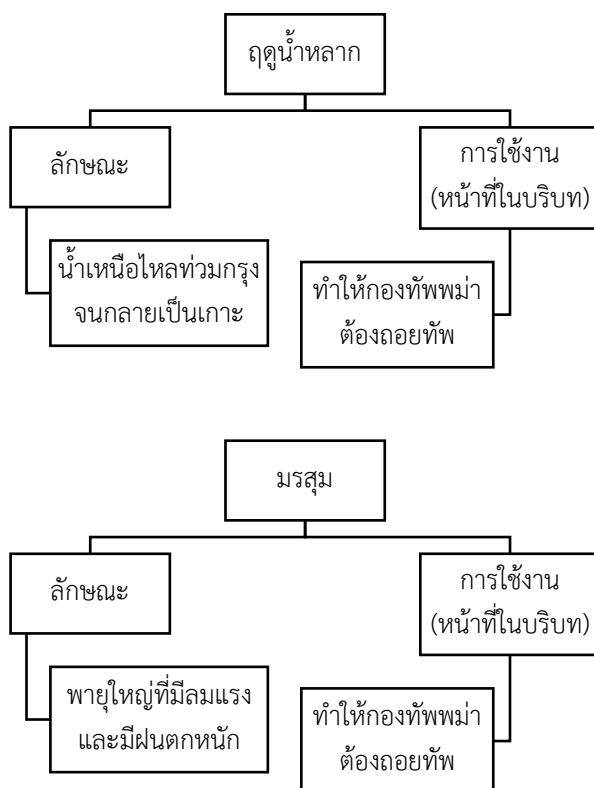 ฤดูน้ำหลาก
ลักษณะ
การใช้งาน
(หน้าที่ในบริบท)
น้ำเหนือไหลท่วมกรุง
จนกลายเป็นเกาะ
ทำให้กองทัพพม่า
ต้องถอยทัพ
มรสุม
ลักษณะ
การใช้งาน
(หน้าที่ในบริบท)
พายุใหญ่ที่มีลมแรง
และมีฝนตกหนัก
ทำให้กองทัพพม่า
ต้องถอยทัพ